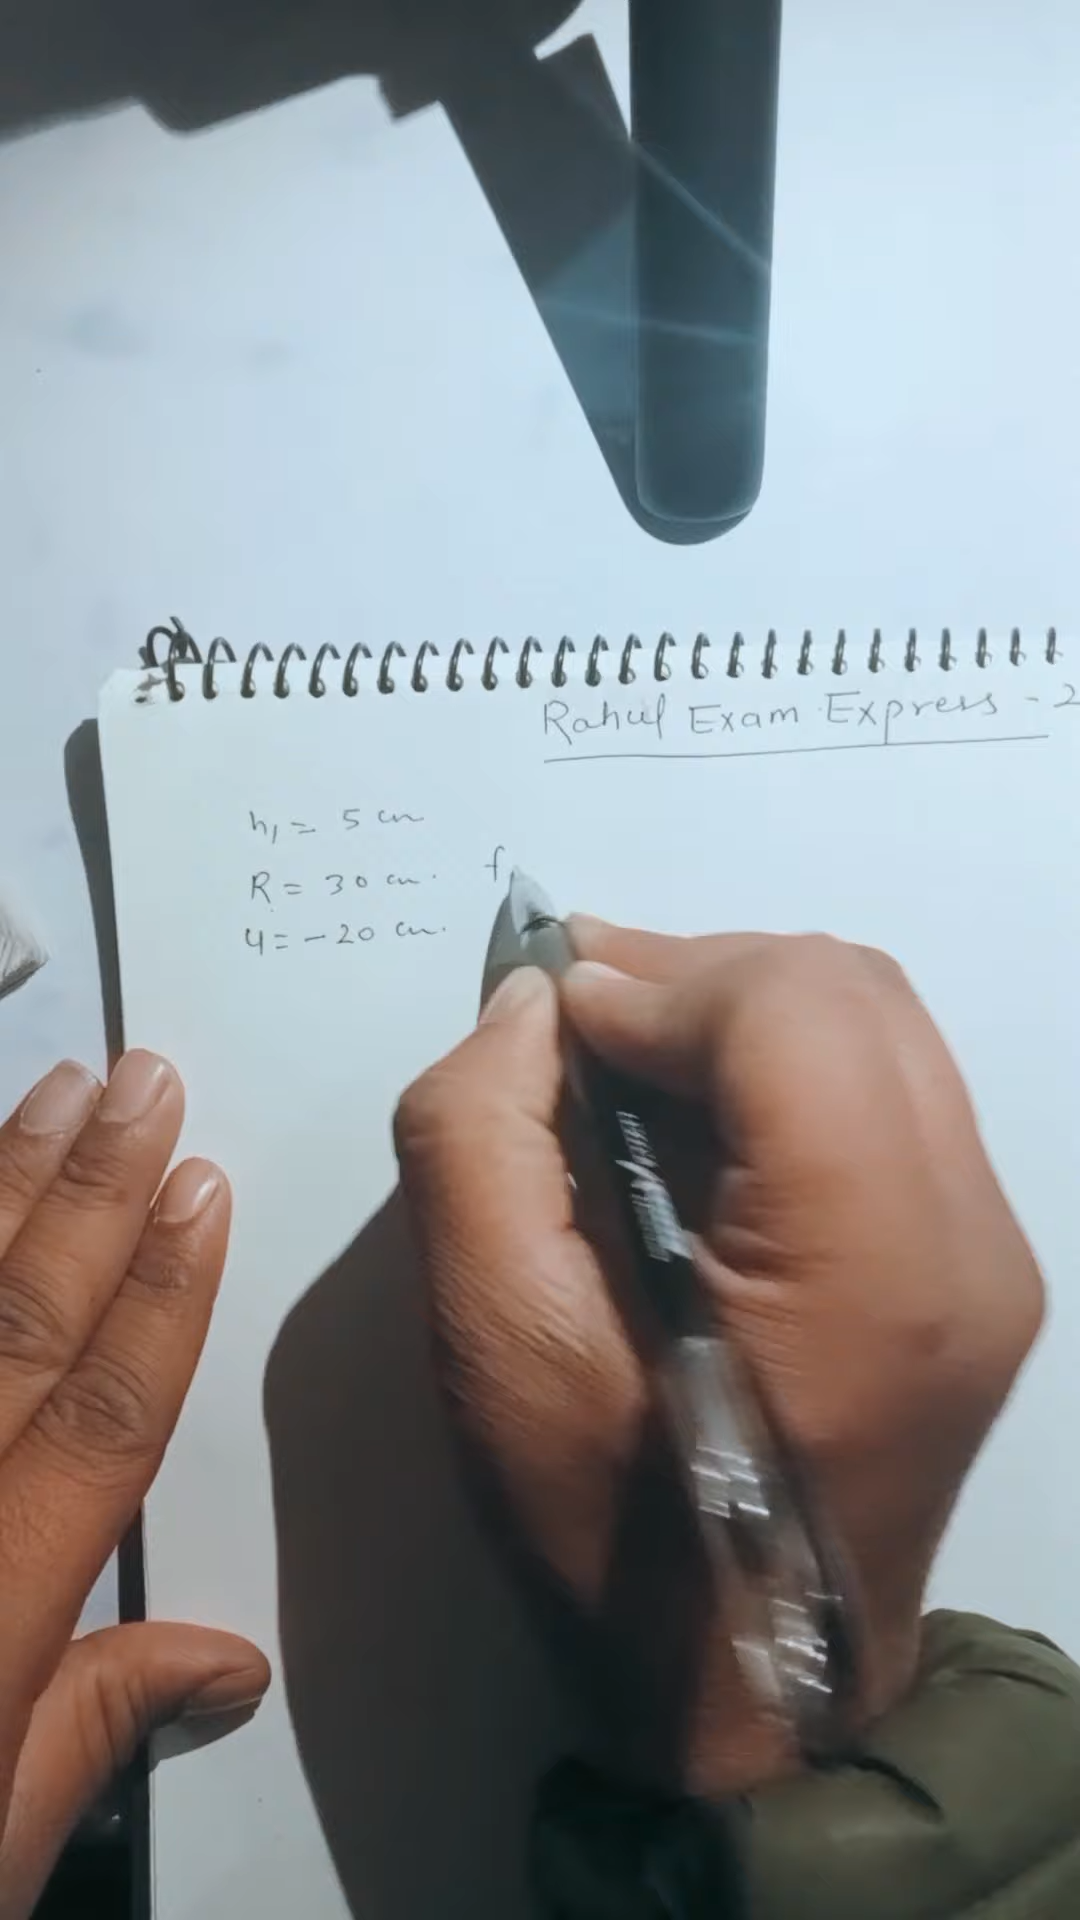 Rahul Exam Express - 2
h₁ = 5 cm
R = 30 cm. f
u = -20 cm.